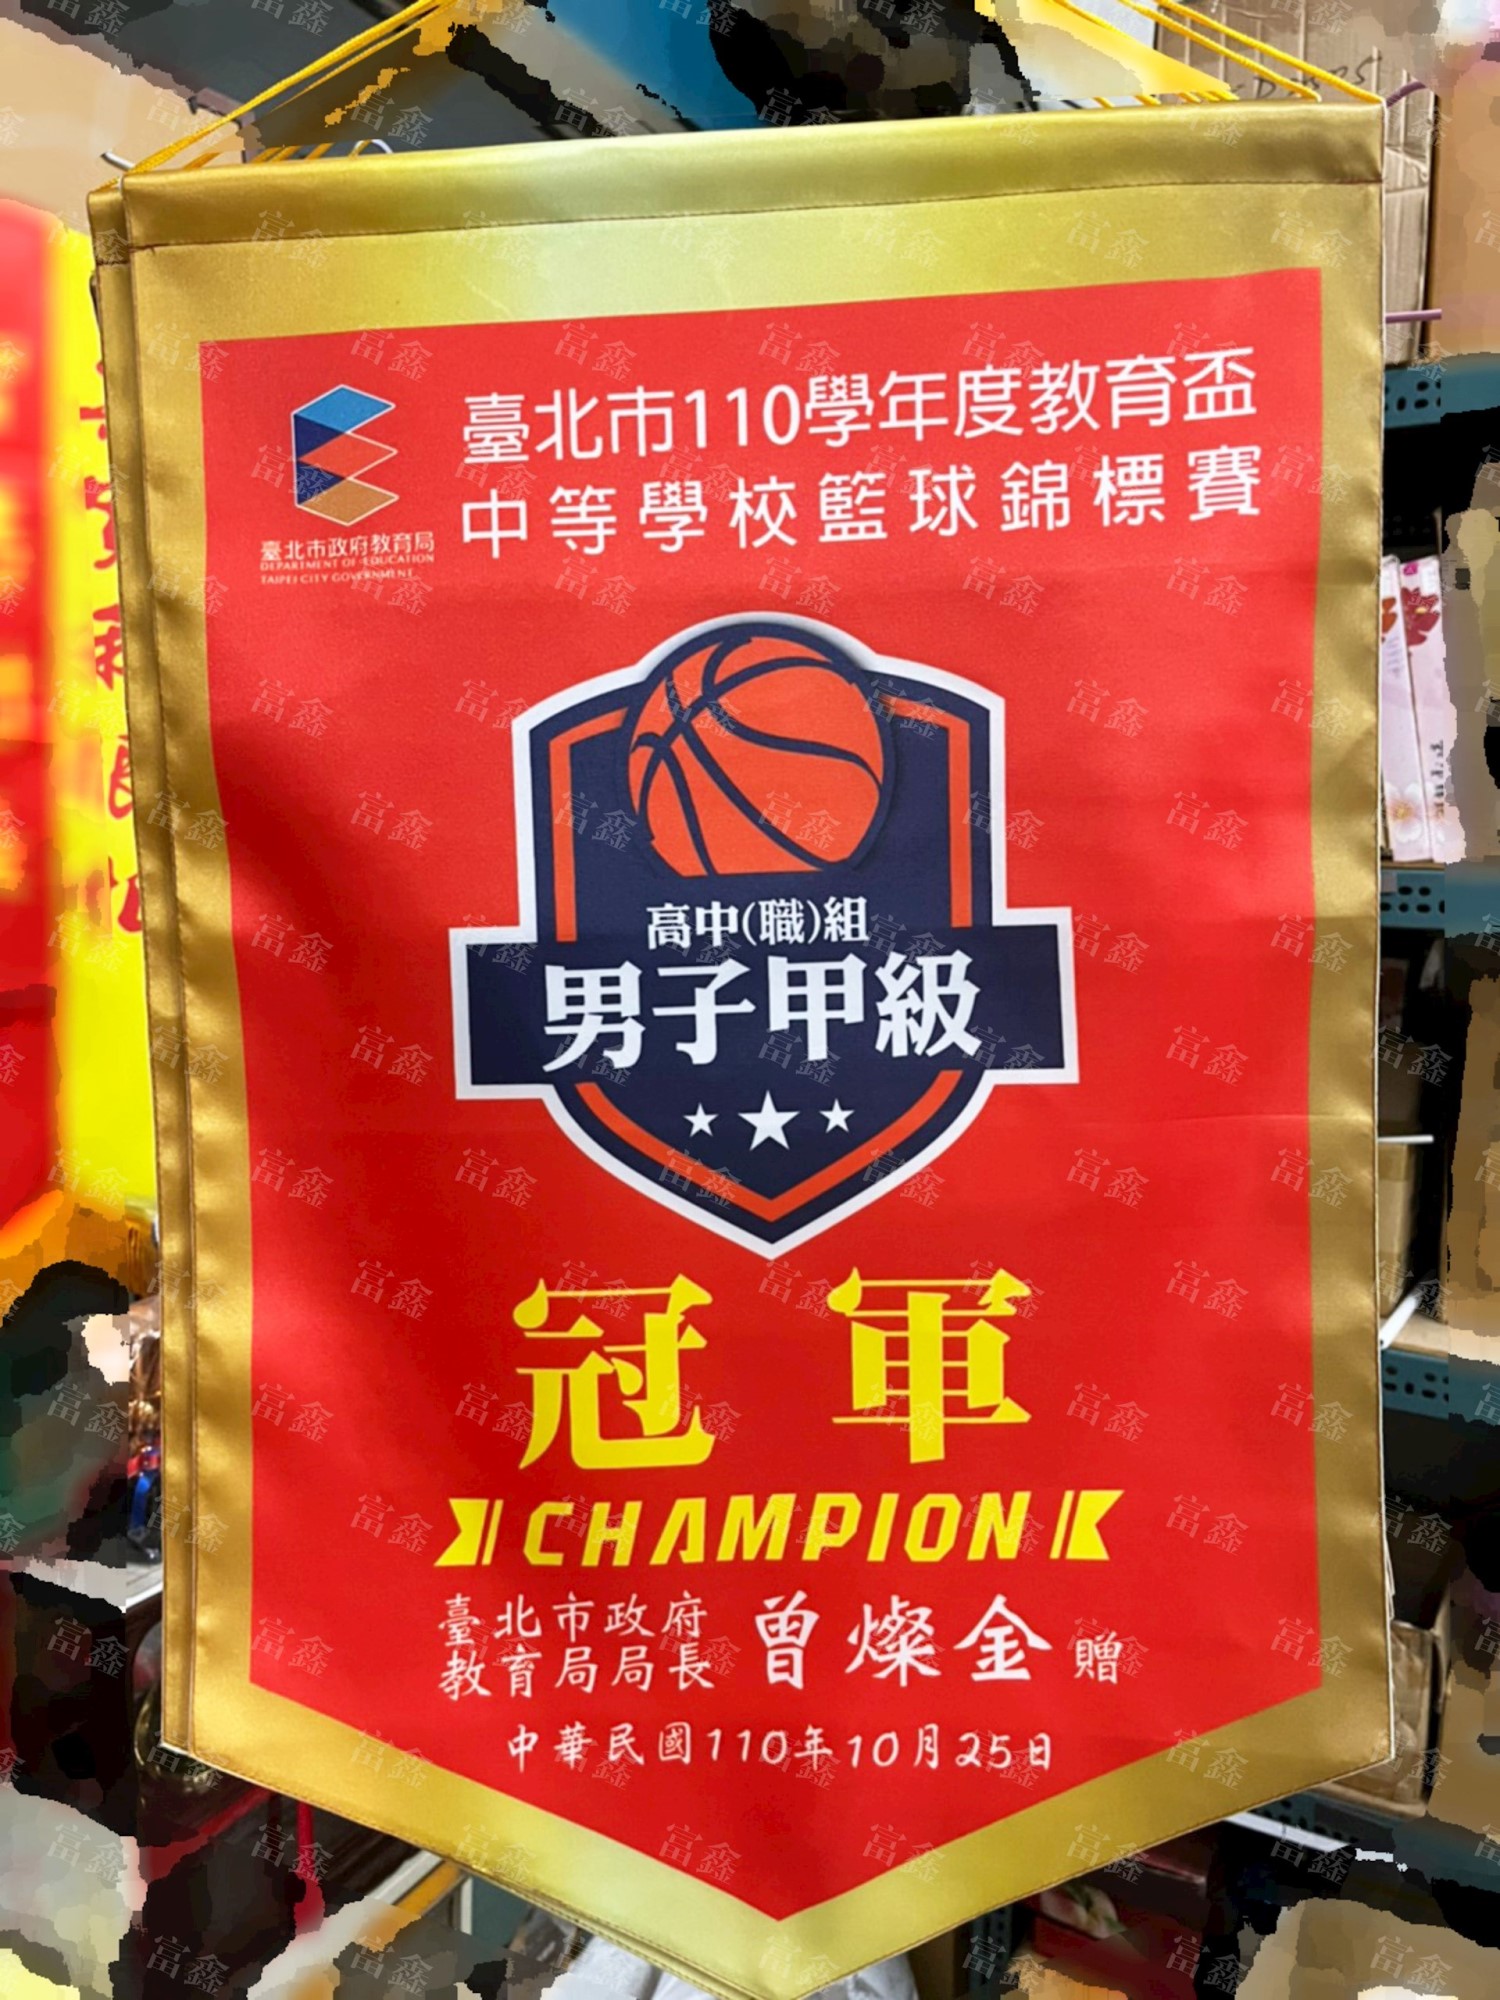 臺北市110學年度教育盃
中等學校籃球錦標賽
臺北市政府教育局
DEPARTMENT OF EDUCATION
TAIPEI CITY GOVERNMENT
高中(職)組
男子甲級
冠軍
CHAMPION
臺北市政府
教育局局長 曾燦金 贈
中華民國110年10月25日
富鑫